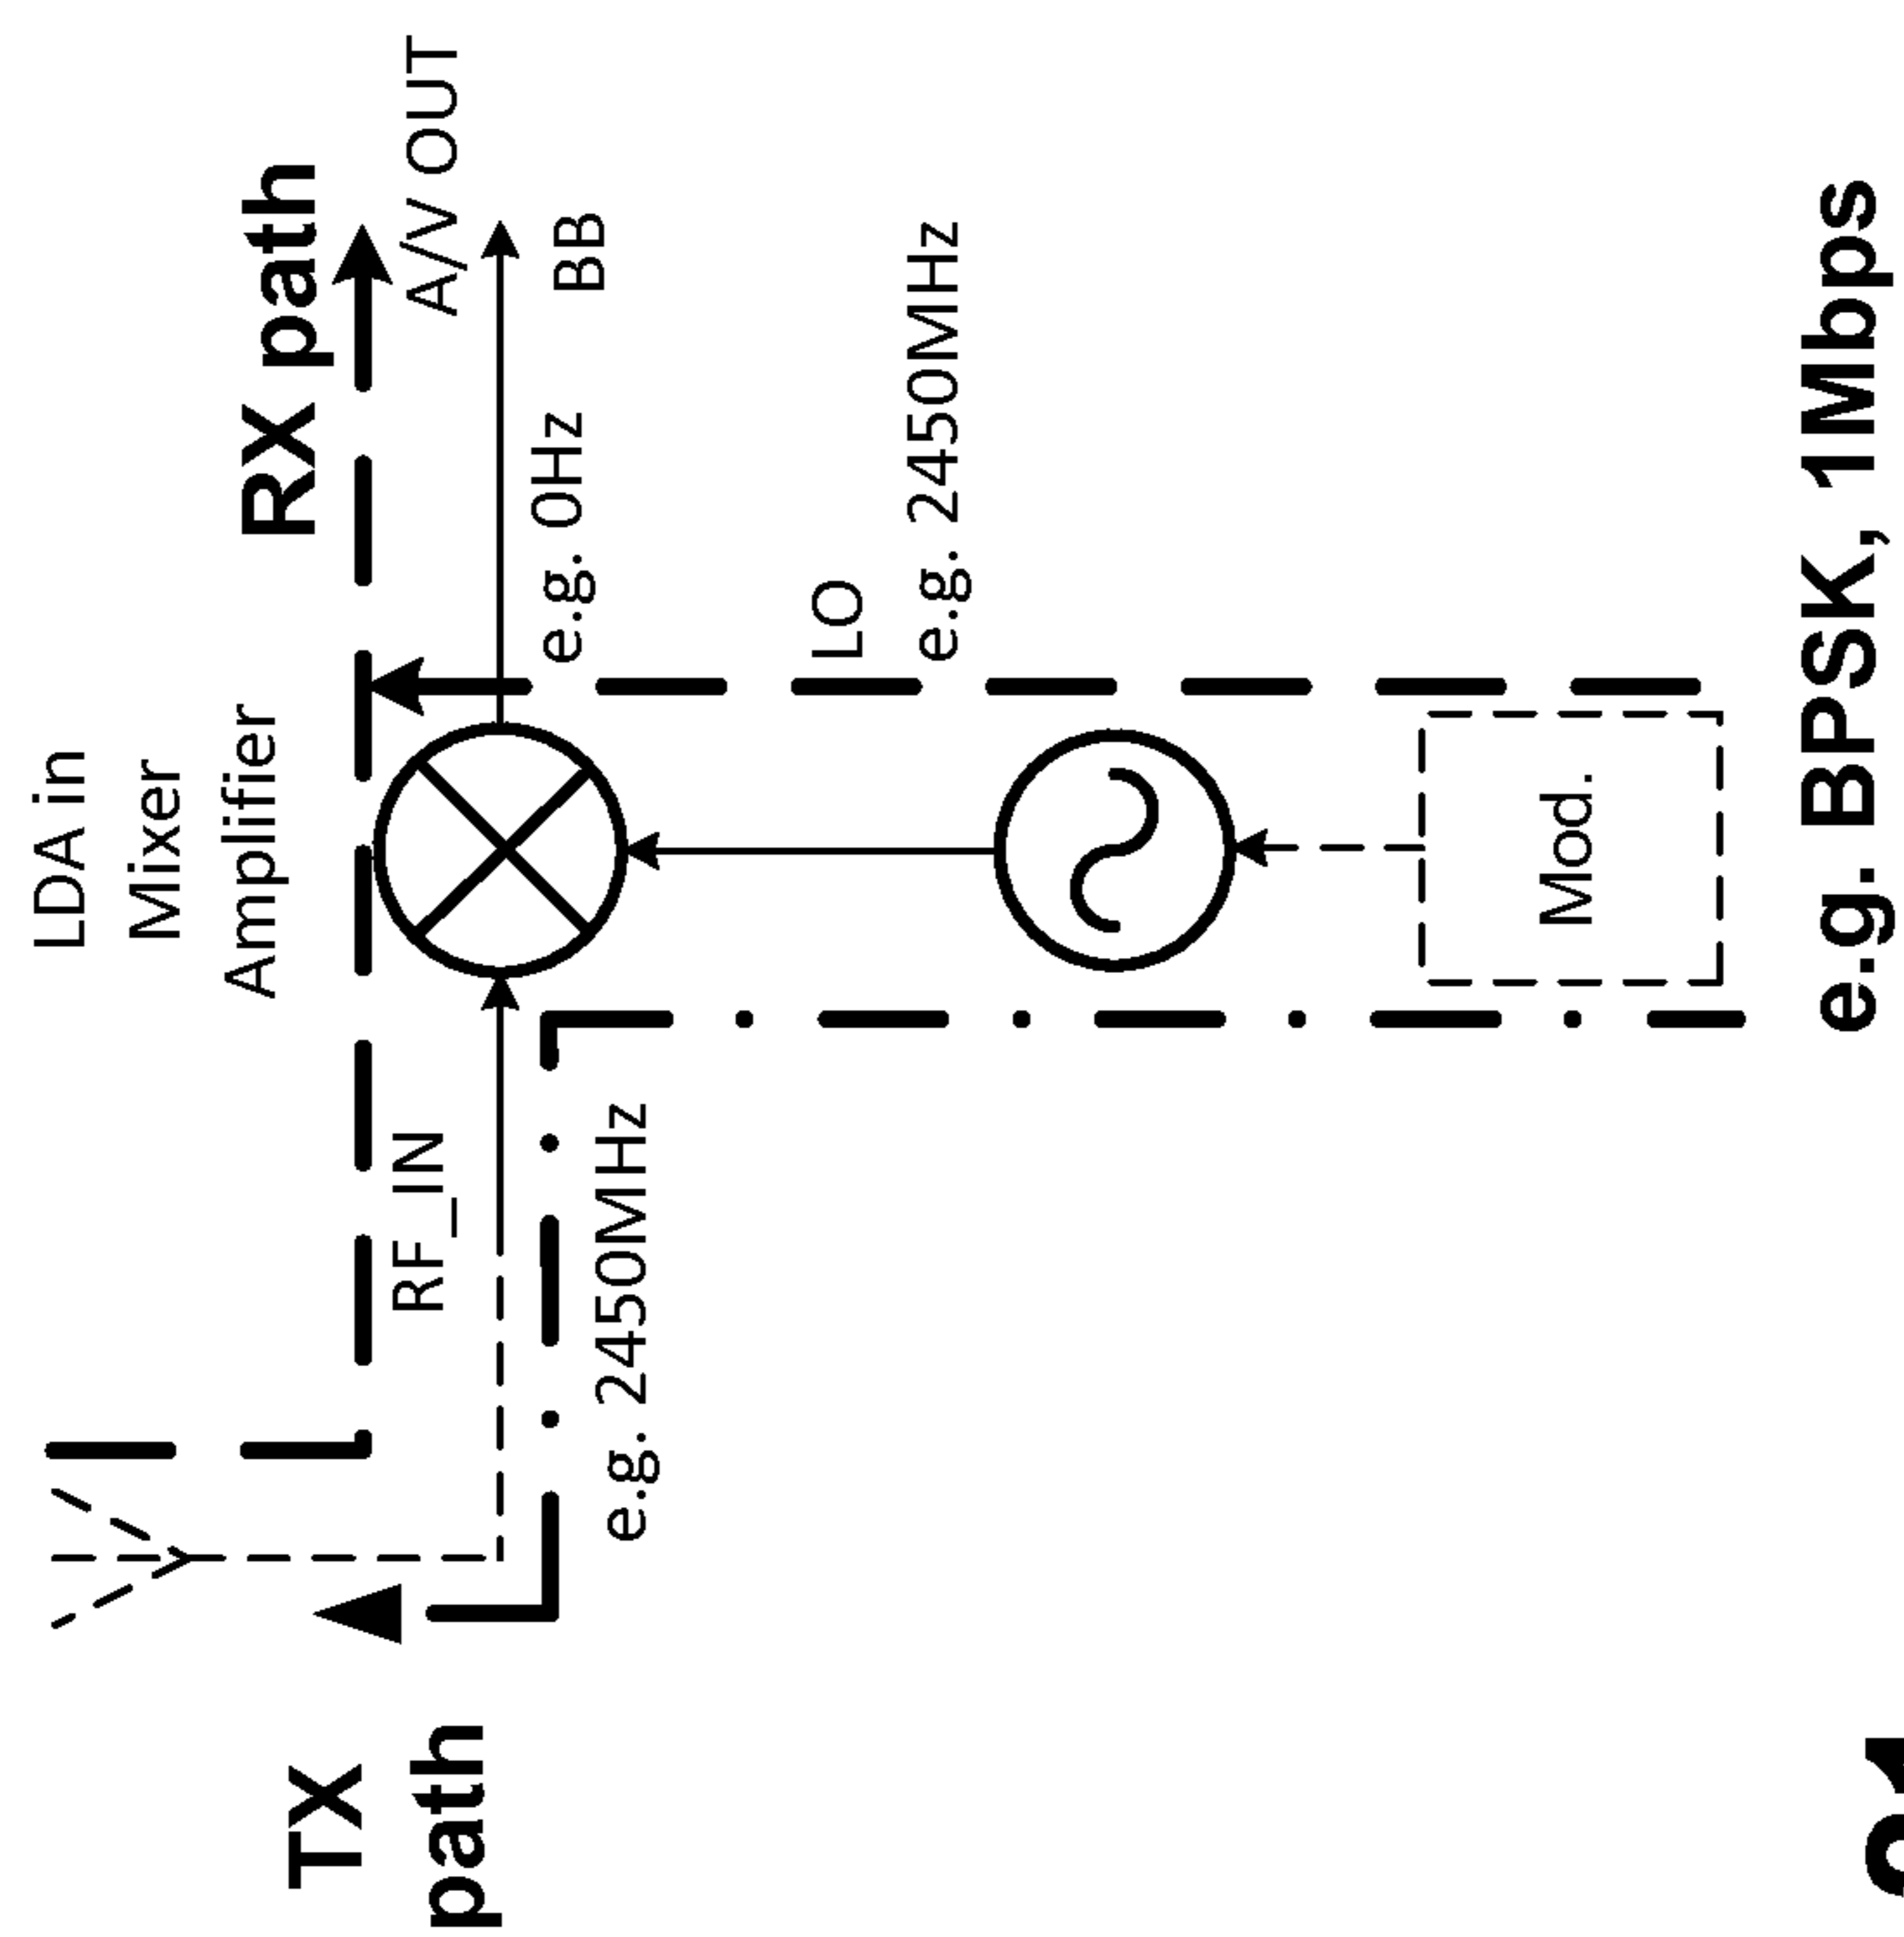 LDA in
Mixer
Amplifier
RX path
A/V OUT
BB
e.g. 0Hz
RF_IN
e.g. 2450MHz
TX
path
LO
e.g. 2450MHz
Mod.
e.g. BPSK, 1Mbps